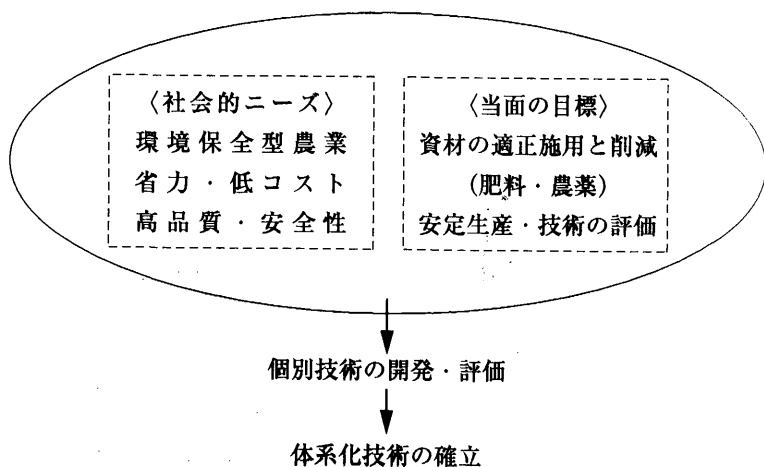 〈社会的ニーズ〉
環境保全型農業
省力・低コスト
高品質・安全性
〈当面の目標〉
資材の適正施用と削減
(肥料・農薬)
安定生産・技術の評価
個別技術の開発・評価
体系化技術の確立